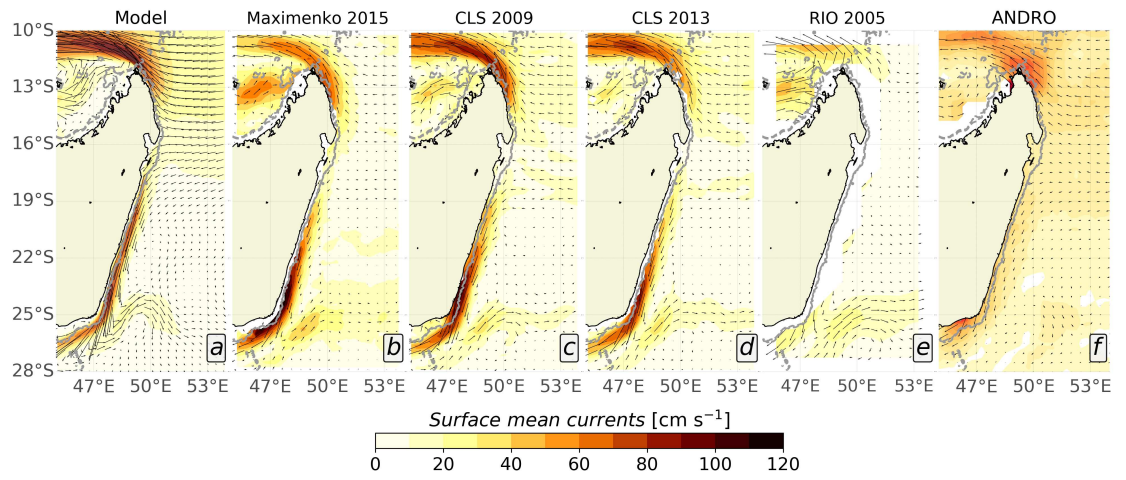 Model Maximenko 2015 CLS 2009 CLS 2013 RIO 2005 ANDRO
10°S
13°S
16°S
19°S
22°S
25°S
28°S
a b c d e f
47°E 50°E 53°E 47°E 50°E 53°E 47°E 50°E 53°E 47°E 50°E 53°E 47°E 50°E 53°E 47°E 50°E 53°E
Surface mean currents [cm s⁻¹]
0 20 40 60 80 100 120